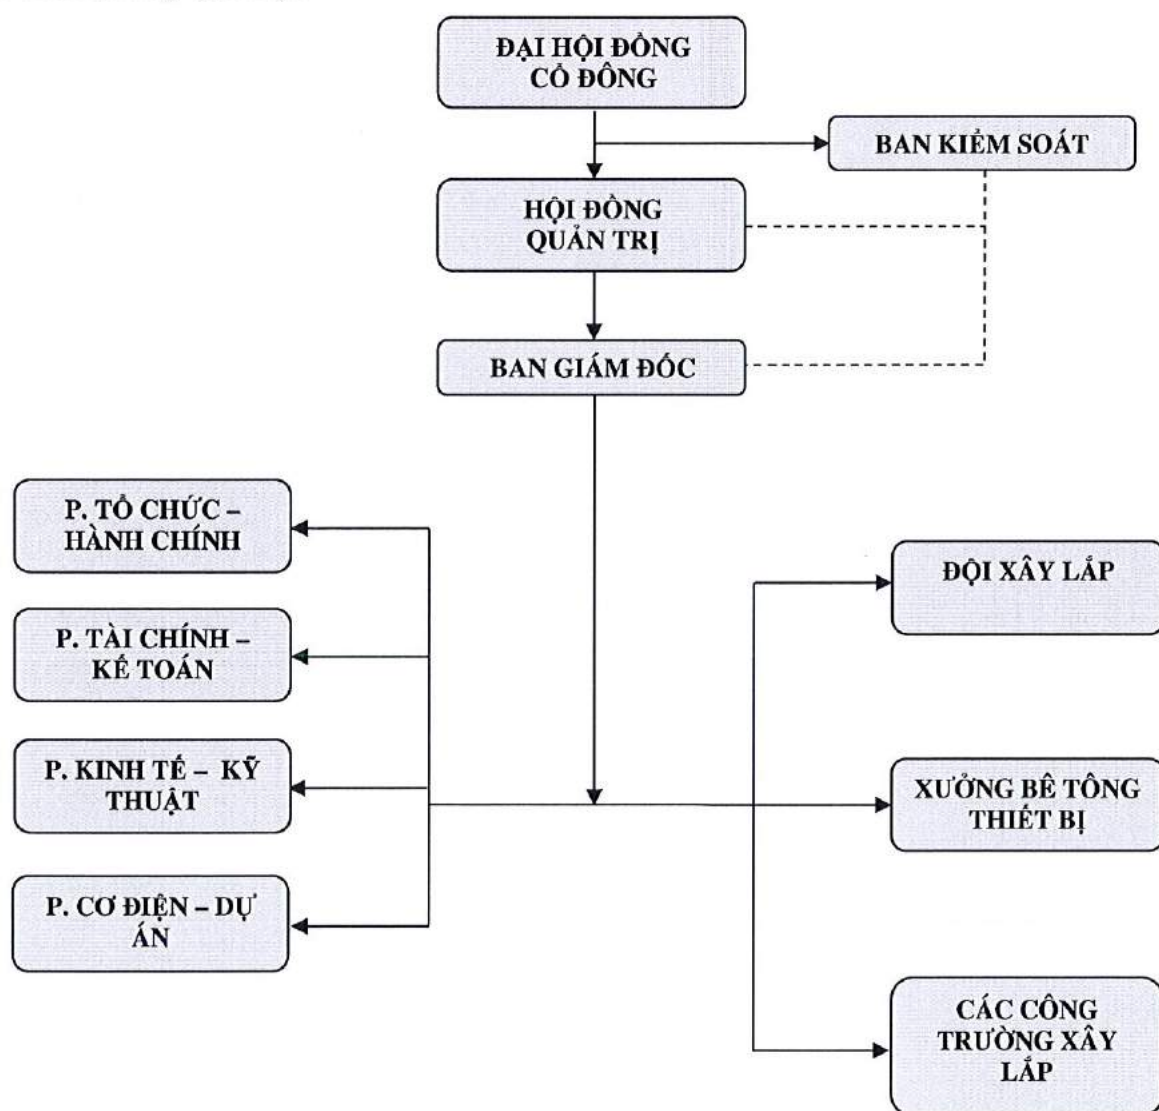 ĐẠI HỘI ĐỒNG
CỔ ĐÔNG
BAN KIỂM SOÁT
HỘI ĐỒNG
QUẢN TRỊ
BAN GIÁM ĐỐC
P. TỔ CHỨC –
HÀNH CHÍNH
P. TÀI CHÍNH –
KẾ TOÁN
P. KINH TẾ – KỸ
THUẬT
P. CƠ ĐIỆN – DỰ
ÁN
ĐỘI XÂY LẮP
XƯỞNG BÊ TÔNG
THIẾT BỊ
CÁC CÔNG
TRƯỜNG XÂY
LẮP